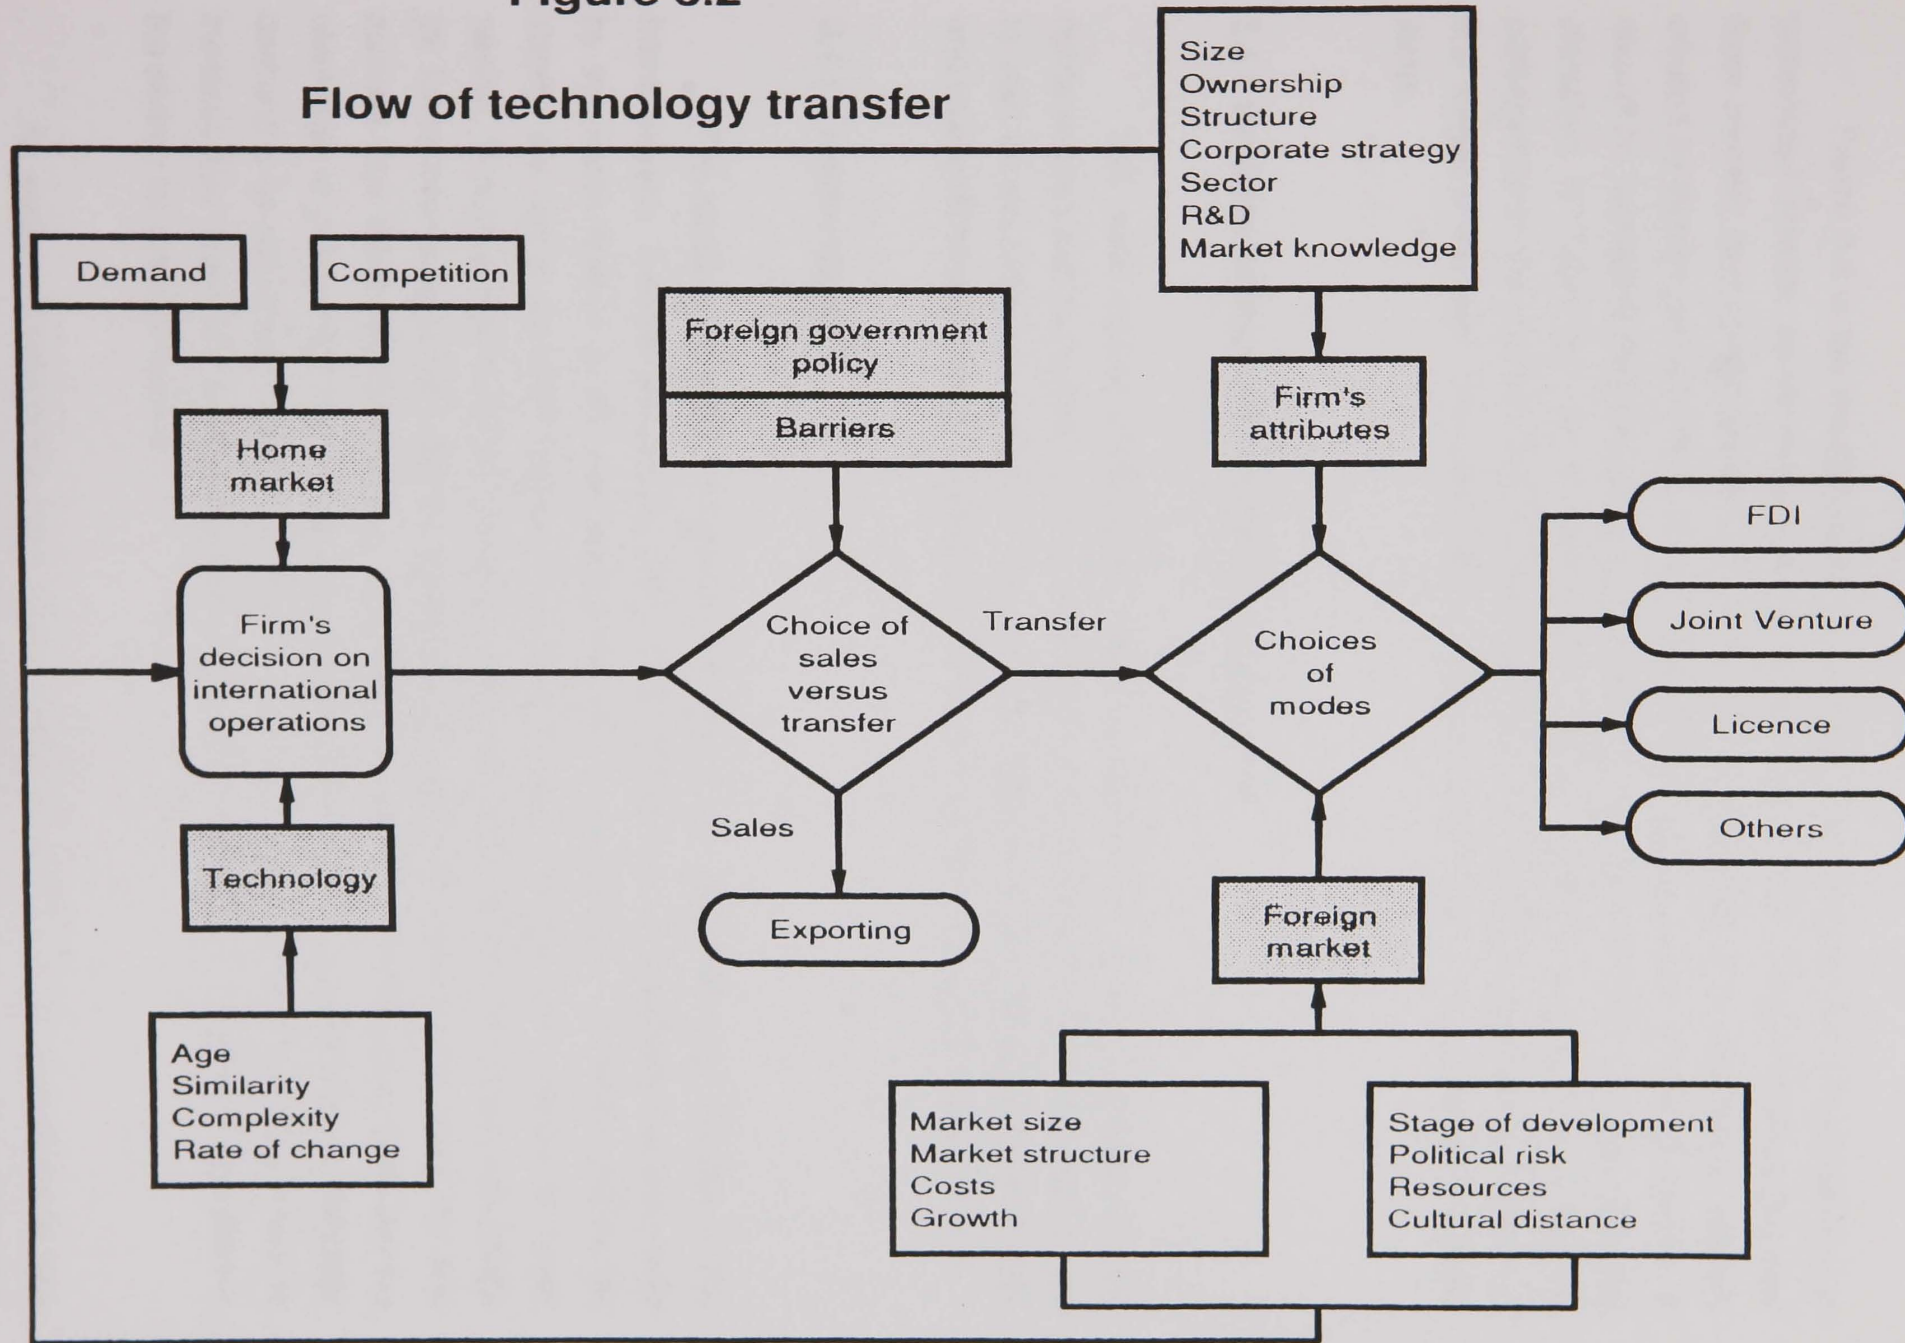 Flow of technology transfer
Size
Ownership
Structure
Corporate strategy
Sector
R&D
Market knowledge
Demand
Competition
Foreign government
policy
Barriers
Firm's
attributes
Home
market
FDI
Joint Venture
Licence
Others
Firm's
decision on
international
operations
Choice of
sales
versus
transfer
Transfer
Choices
of
modes
Sales
Exporting
Technology
Foreign
market
Age
Similarity
Complexity
Rate of change
Market size
Market structure
Costs
Growth
Stage of development
Political risk
Resources
Cultural distance